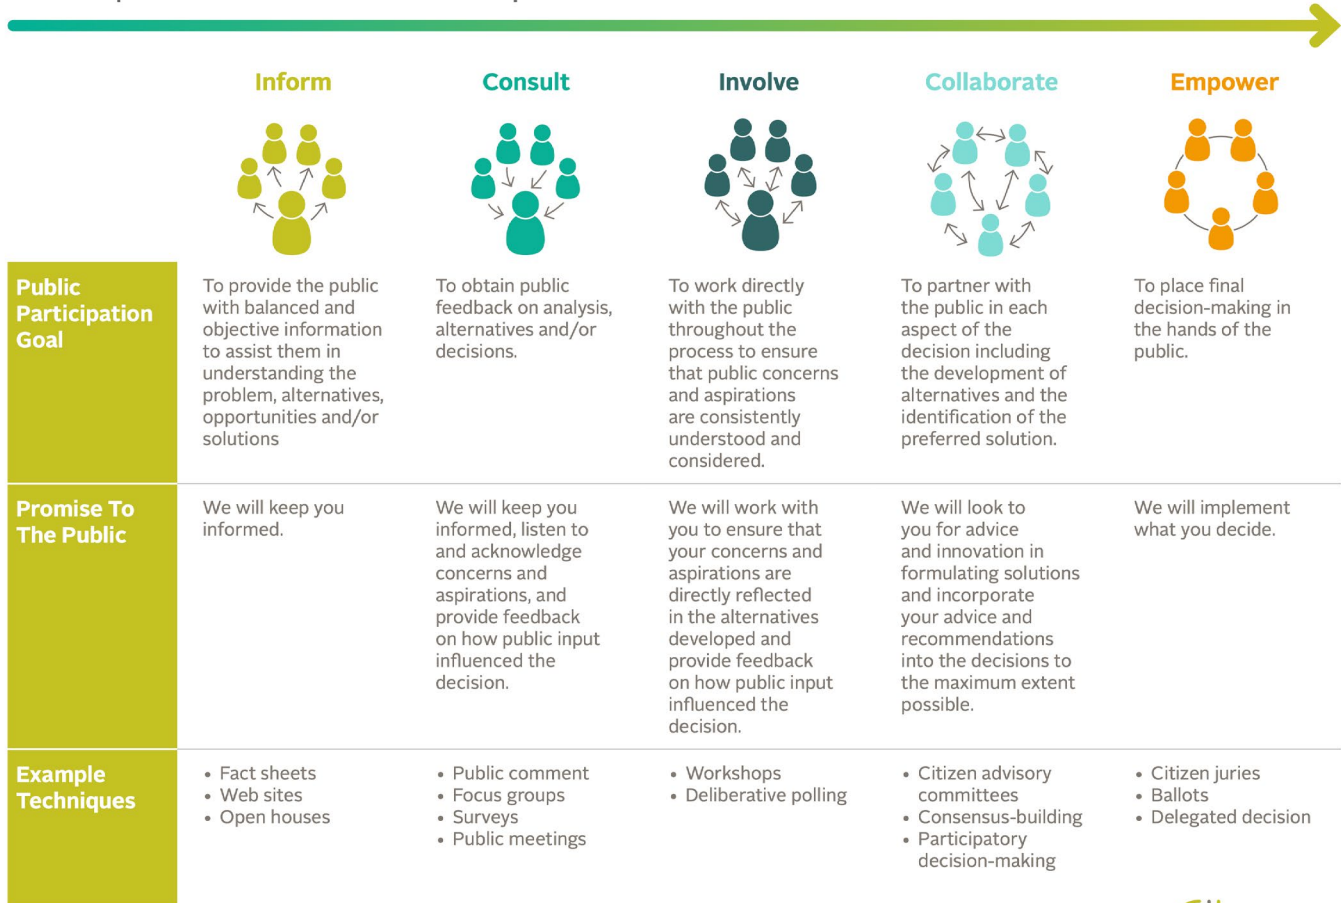 Inform
Consult
Involve
Collaborate
Empower
Public
Participation
Goal
To provide the public
with balanced and
objective information
to assist them in
understanding the
problem, alternatives,
opportunities and/or
solutions
To obtain public
feedback on analysis,
alternatives and/or
decisions.
To work directly
with the public
throughout the
process to ensure
that public concerns
and aspirations
are consistently
understood and
considered.
To partner with
the public in each
aspect of the
decision including
the development of
alternatives and the
identification of the
preferred solution.
To place final
decision-making in
the hands of the
public.
Promise To
The Public
We will keep you
informed.
We will keep you
informed, listen to
and acknowledge
concerns and
aspirations, and
provide feedback
on how public input
influenced the
decision.
We will work with
you to ensure that
your concerns and
aspirations are
directly reflected
in the alternatives
developed and
provide feedback
on how public input
influenced the
decision.
We will look to
you for advice
and innovation in
formulating solutions
and incorporate
your advice and
recommendations
into the decisions to
the maximum extent
possible.
We will implement
what you decide.
Example
Techniques
• Fact sheets
• Web sites
• Open houses
• Public comment
• Focus groups
• Surveys
• Public meetings
• Workshops
• Deliberative polling
• Citizen advisory
committees
• Consensus-building
• Participatory
decision-making
• Citizen juries
• Ballots
• Delegated decision